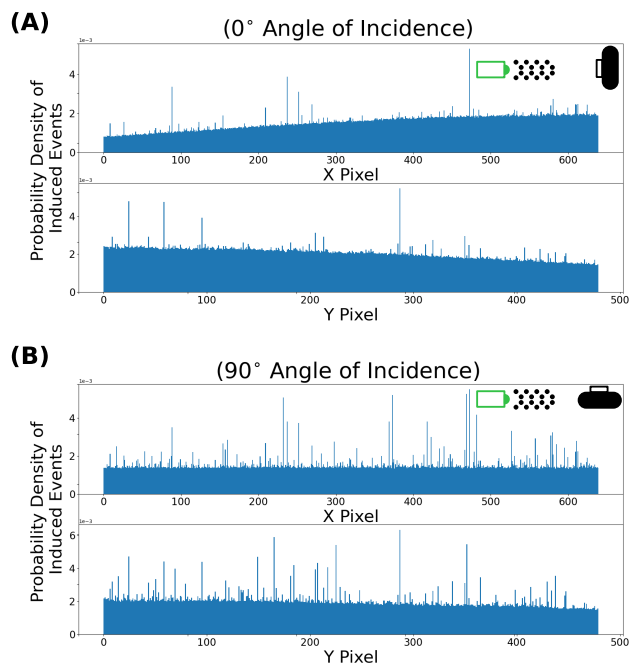 (A)
(0° Angle of Incidence)
Probability Density of
Induced Events
1e−3
4
2
0
0 100 200 300 400 500 600
X Pixel
1e−3
4
2
0
0 100 200 300 400 500
Y Pixel
(B)
(90° Angle of Incidence)
Probability Density of
Induced Events
1e−3
4
2
0
0 100 200 300 400 500 600
X Pixel
1e−3
6
4
2
0
0 100 200 300 400 500
Y Pixel